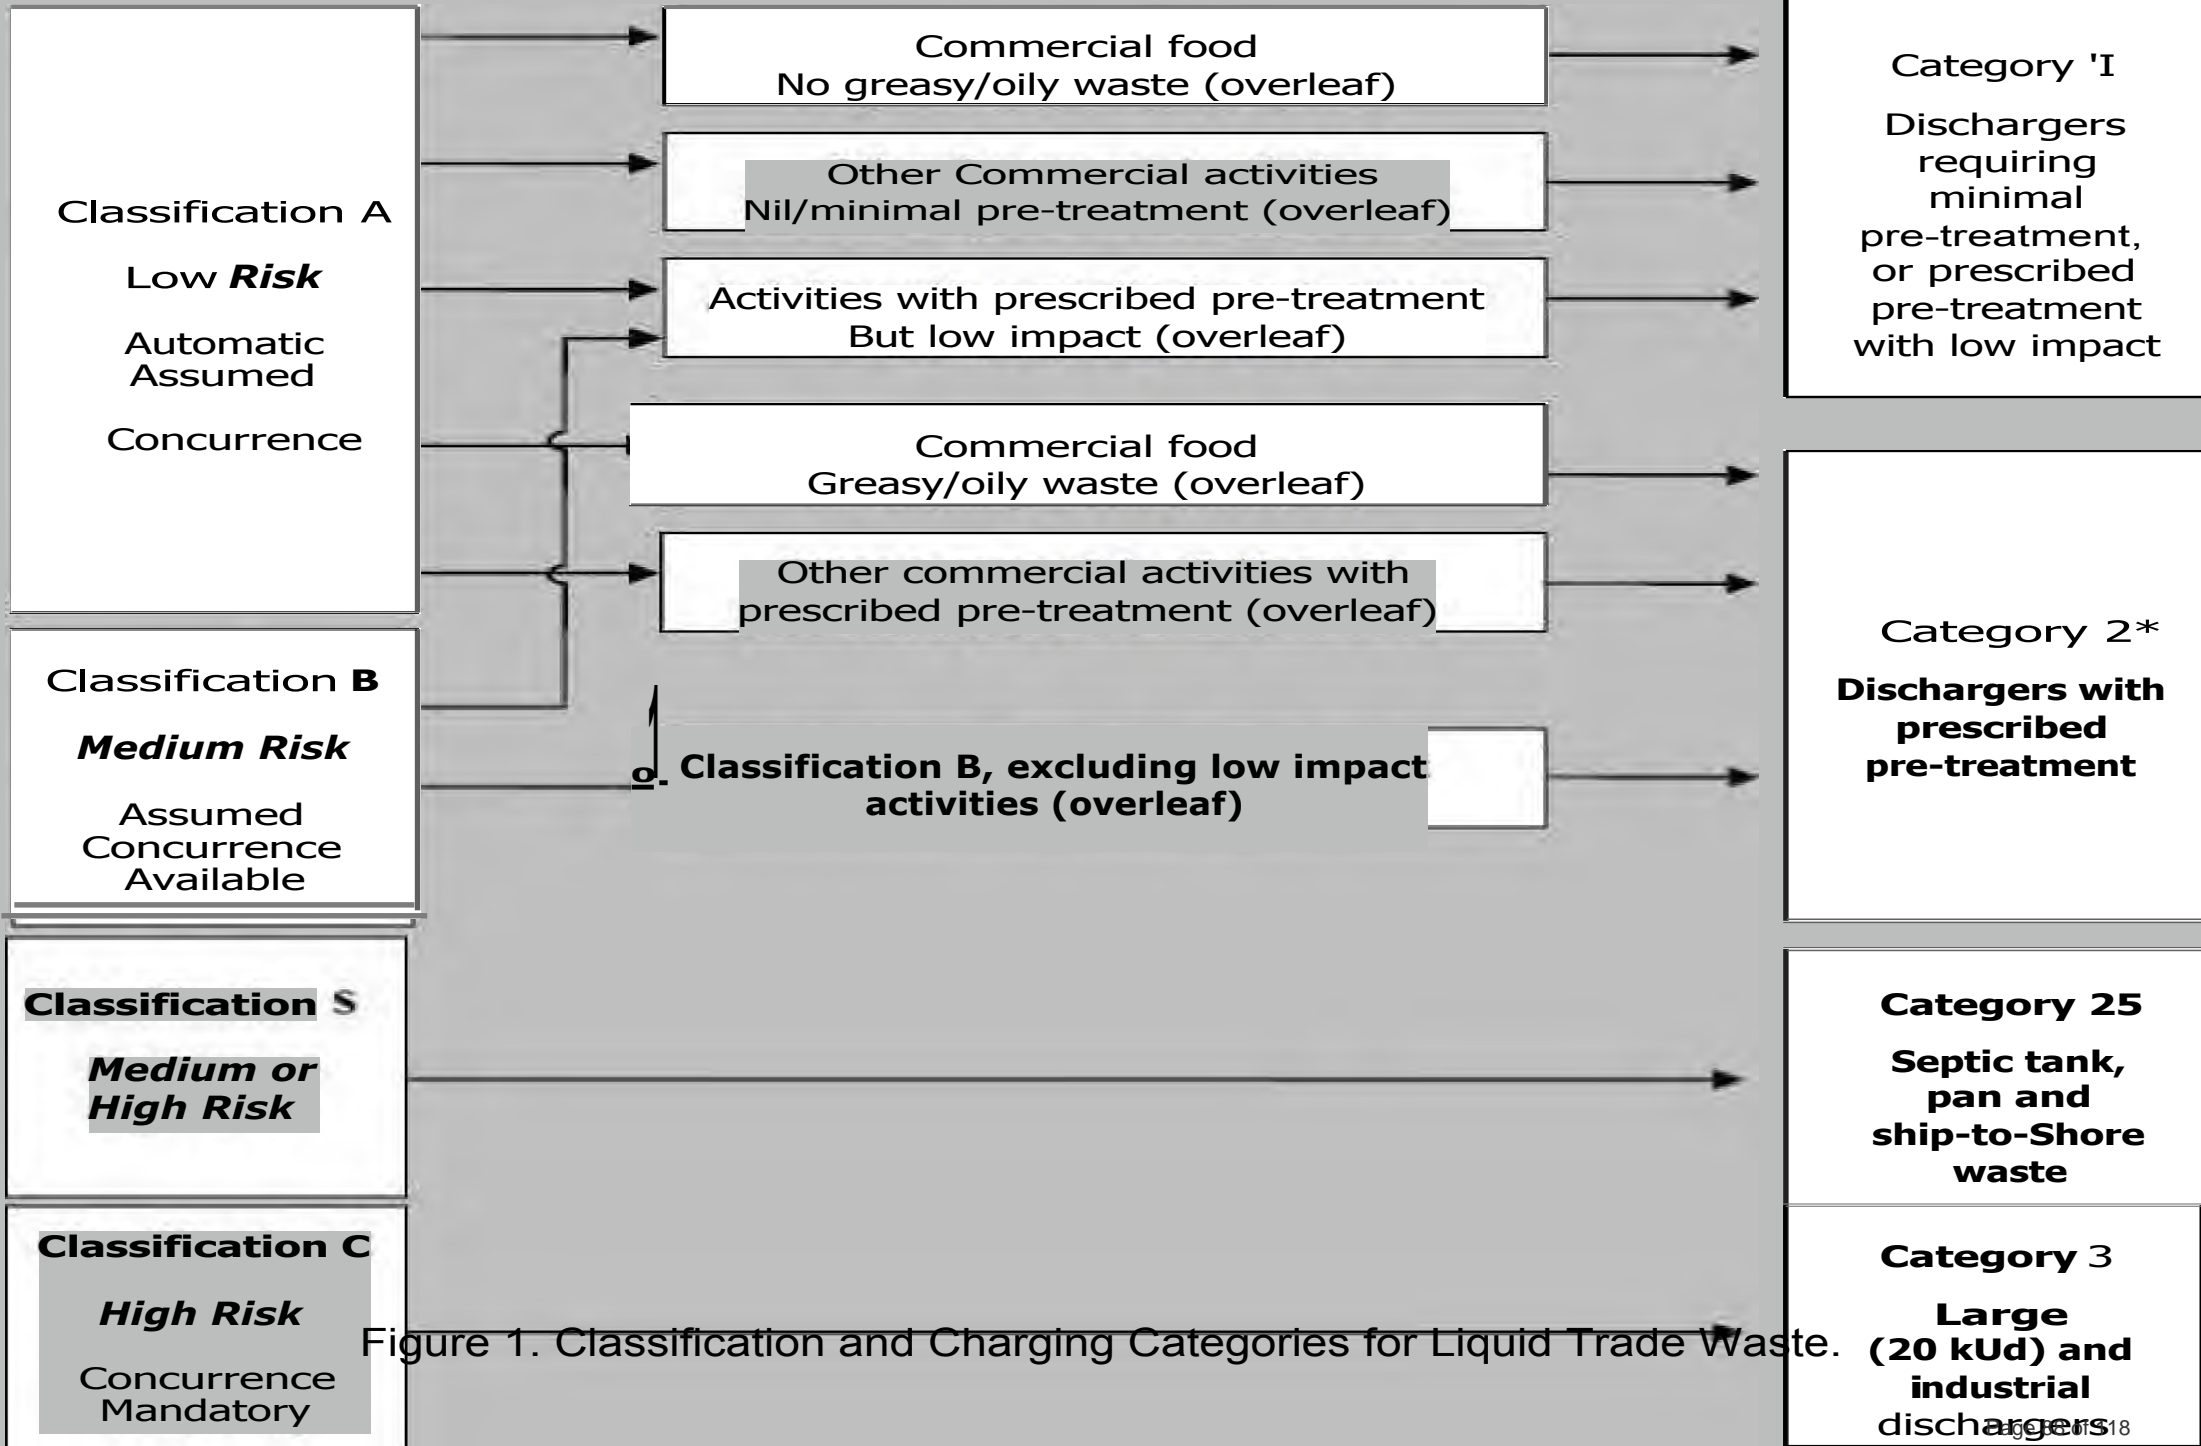 Classification A
Low Risk
Automatic
Assumed
Concurrence
Classification B
Medium Risk
Assumed
Concurrence
Available
Classification S
Medium or
High Risk
Classification C
High Risk
Concurrence
Mandatory
Commercial food
No greasy/oily waste (overleaf)
Other Commercial activities
Nil/minimal pre-treatment (overleaf)
Activities with prescribed pre-treatment
But low impact (overleaf)
Commercial food
Greasy/oily waste (overleaf)
Other commercial activities with
prescribed pre-treatment (overleaf)
o. Classification B, excluding low impact
activities (overleaf)
Category 'I
Dischargers
requiring
minimal
pre-treatment,
or prescribed
pre-treatment
with low impact
Category 2*
Dischargers with
prescribed
pre-treatment
Category 25
Septic tank,
pan and
ship-to-Shore
waste
Category 3
Large
(20 kUd) and
industrial
dischargers
Figure 1. Classification and Charging Categories for Liquid Trade Waste.
Page 88 of 118